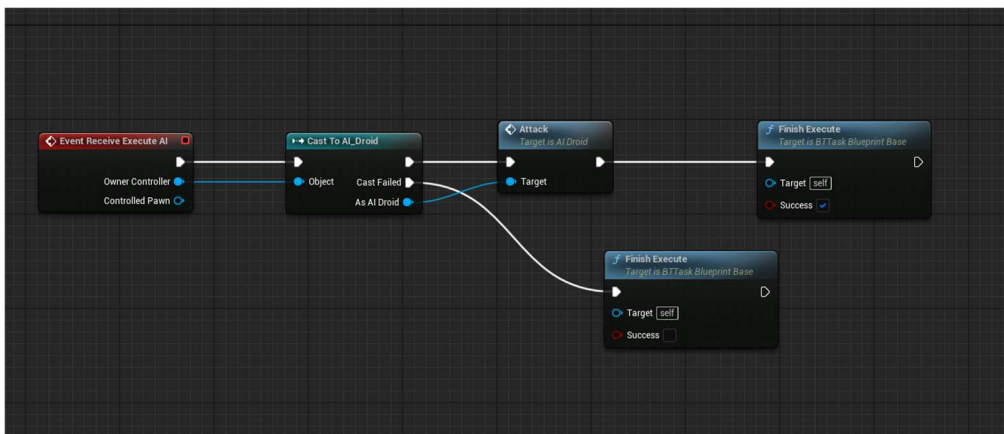 Event Receive Execute AI
Owner Controller
Controlled Pawn
Cast To AI_Droid
Object
Cast Failed
As AI Droid
Attack
Target is AI Droid
Target
Finish Execute
Target is BTTask Blueprint Base
Target self
Success
Finish Execute
Target is BTTask Blueprint Base
Target self
Success